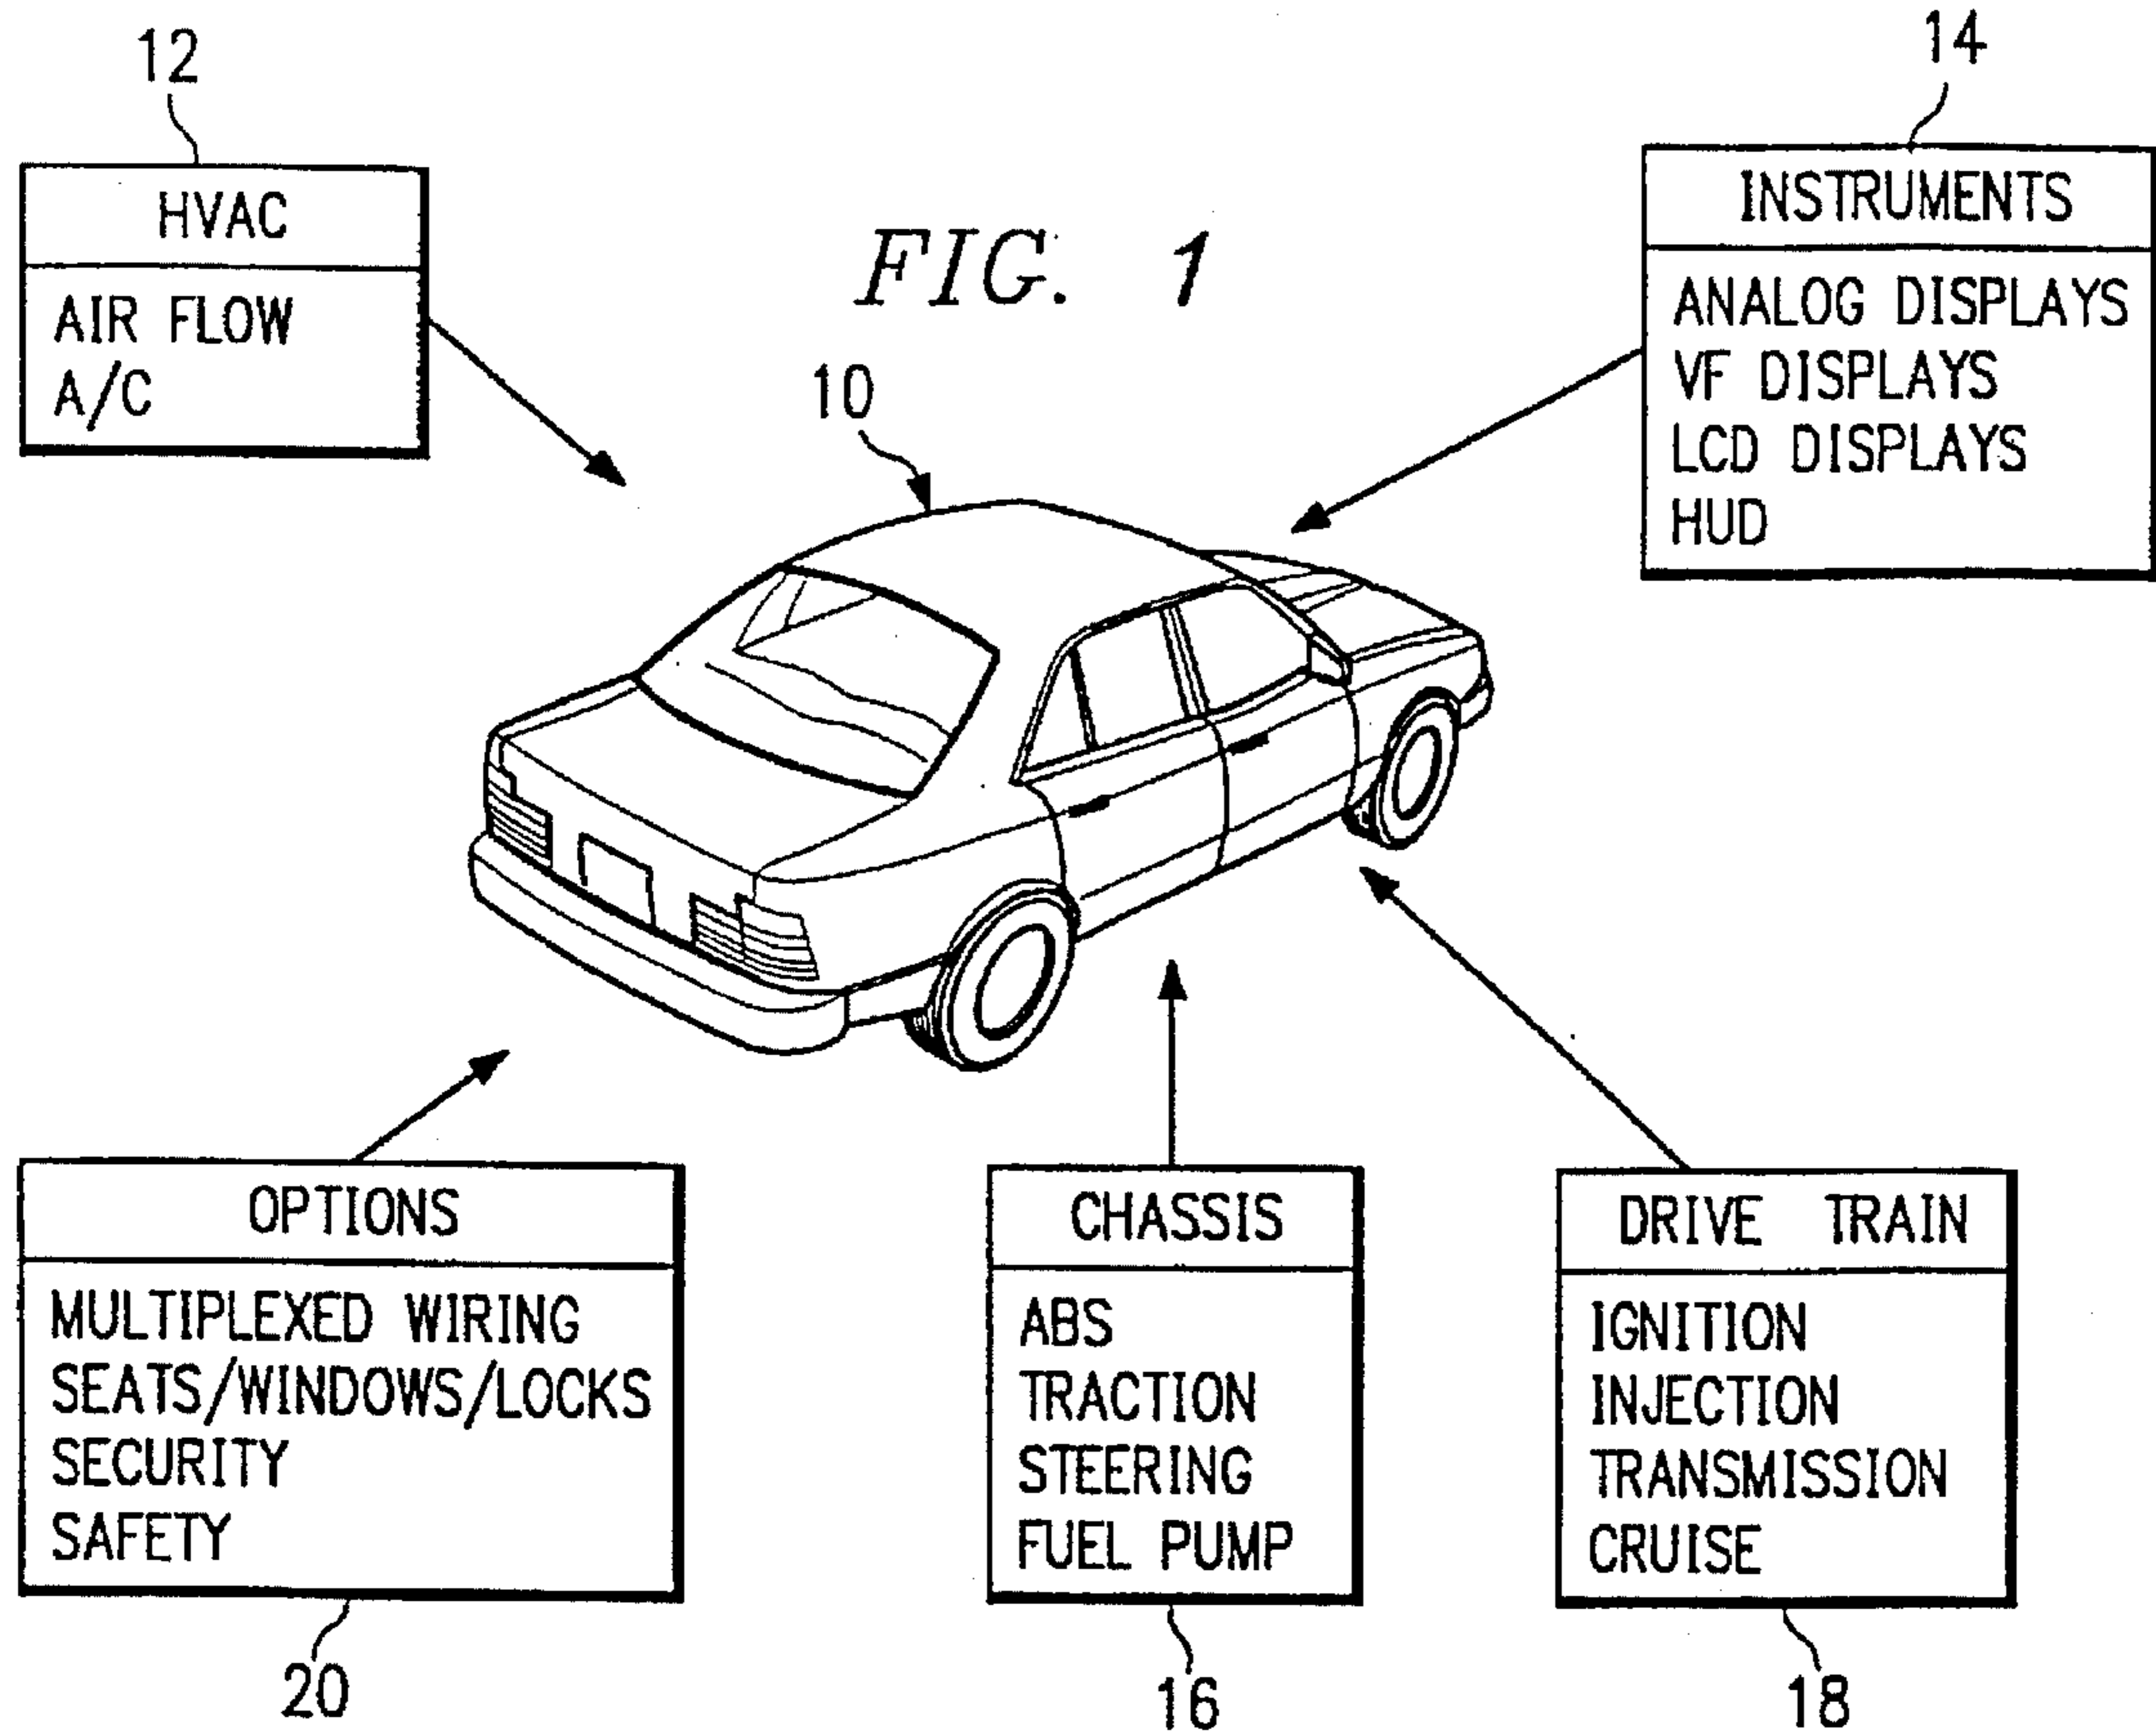 12
14
HVAC
AIR FLOW
A/C
FIG. 1
INSTRUMENTS
ANALOG DISPLAYS
VF DISPLAYS
LCD DISPLAYS
HUD
10
OPTIONS
MULTIPLEXED WIRING
SEATS/WINDOWS/LOCKS
SECURITY
SAFETY
20
CHASSIS
ABS
TRACTION
STEERING
FUEL PUMP
16
DRIVE TRAIN
IGNITION
INJECTION
TRANSMISSION
CRUISE
18